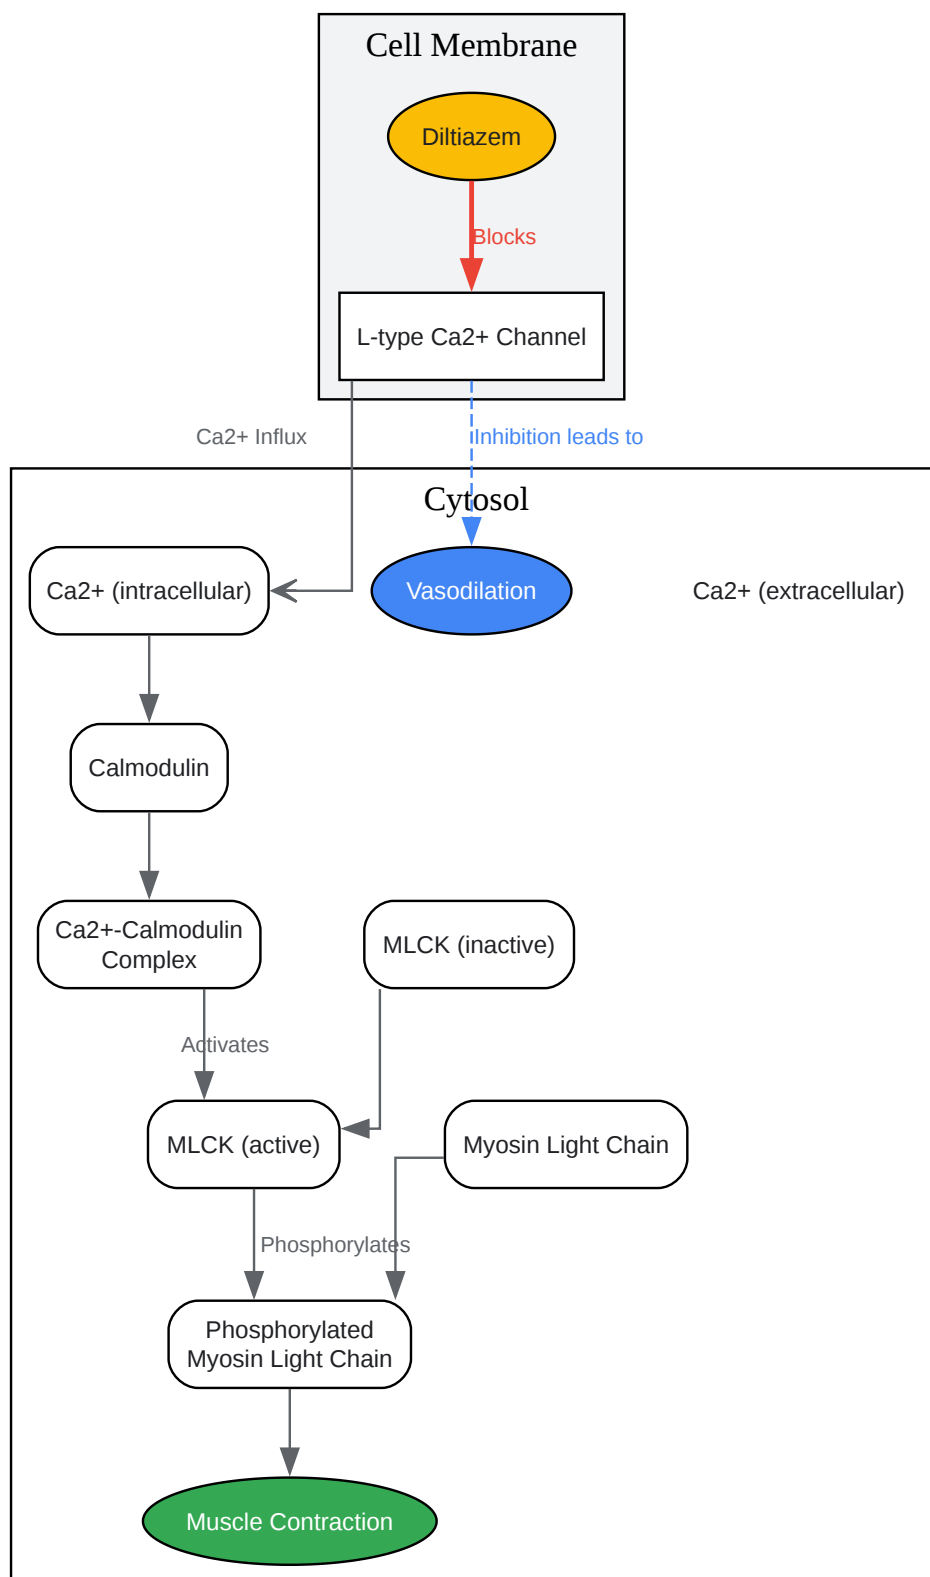 Cell Membrane
Diltiazem
Blocks
L-type Ca2+ Channel
Ca2+ Influx
Inhibition leads to
Cytosol
Ca2+ (intracellular)
Vasodilation
Ca2+ (extracellular)
Calmodulin
Ca2+-Calmodulin
Complex
MLCK (inactive)
Activates
MLCK (active)
Myosin Light Chain
Phosphorylates
Phosphorylated
Myosin Light Chain
Muscle Contraction